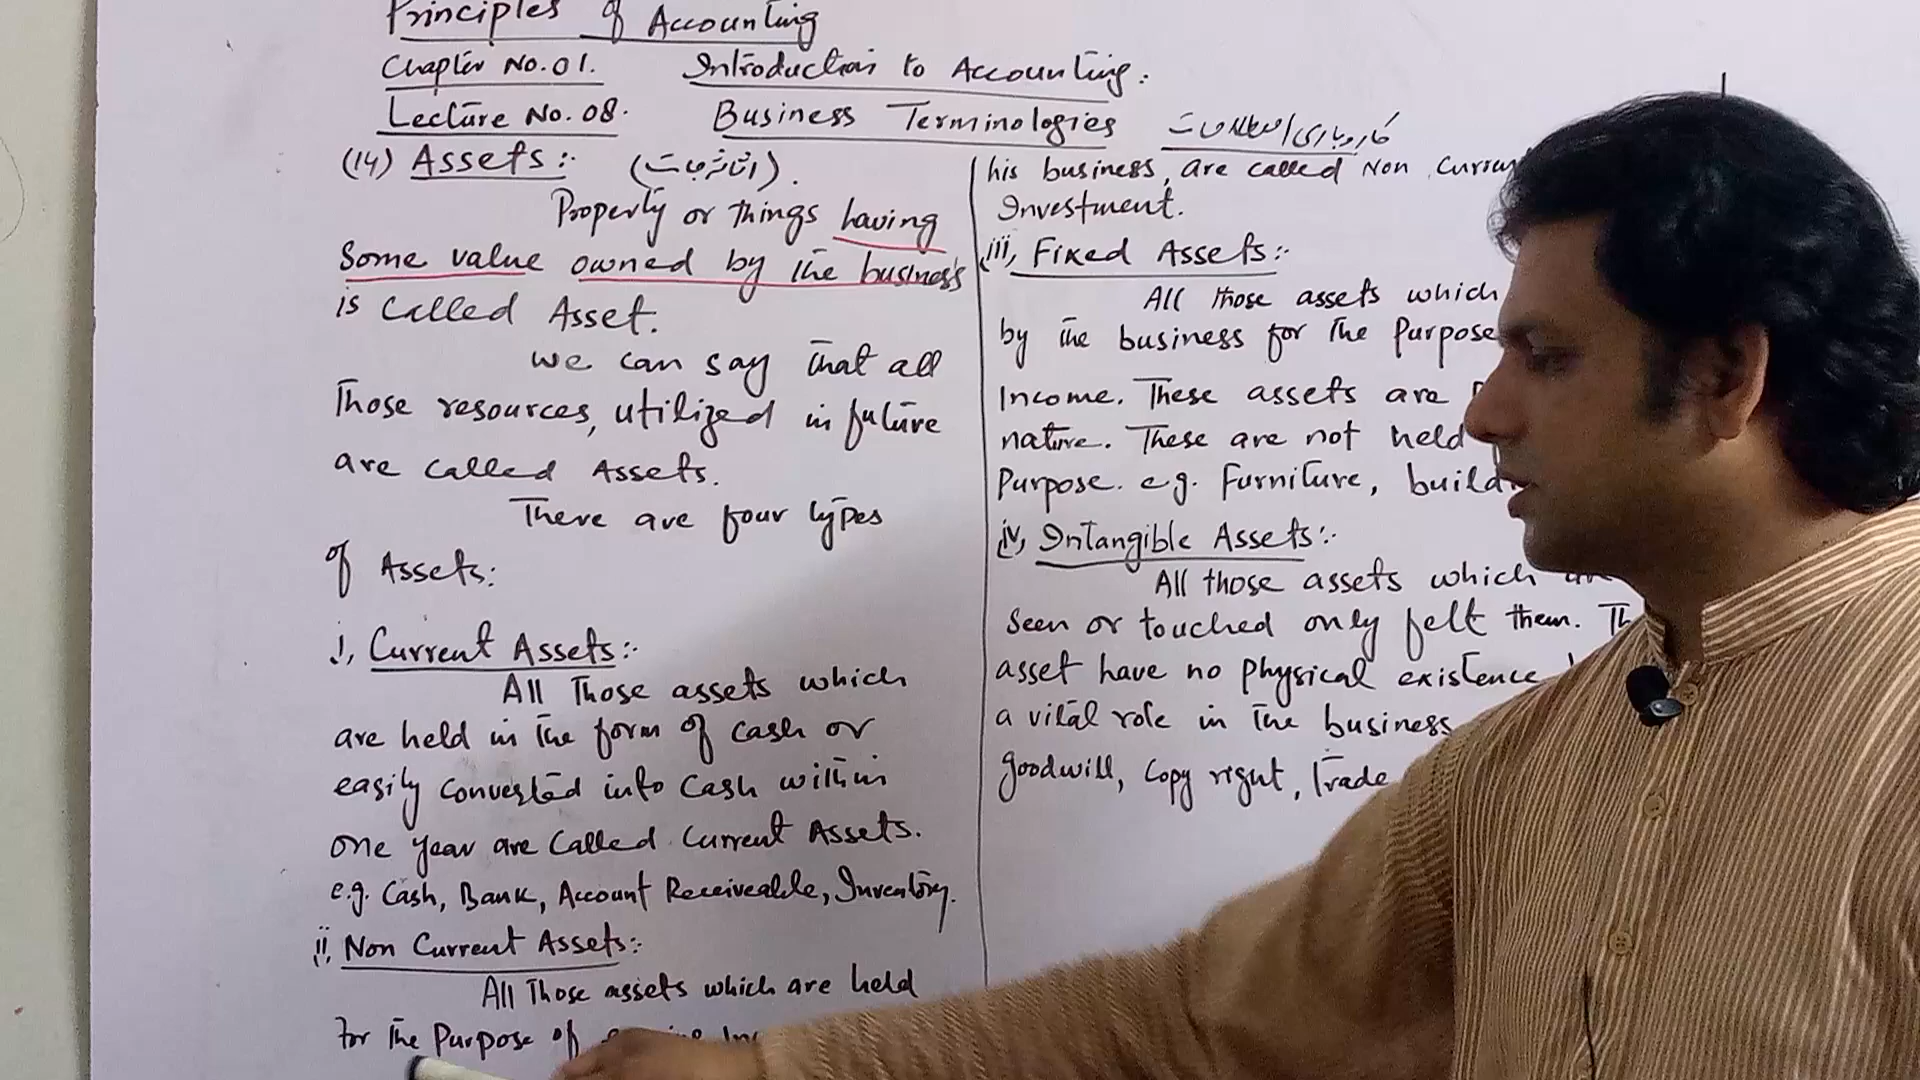 Principles of Accounting
Chapter No.01. Introduction to Accounting.
Lecture No.08. Business Terminologies کاروباری اصطلاحات
(14) Assets:- (اثاثہ جات).
Property or things having
some value owned by the business
is called Asset.
We can say that all
Those resources, utilized in future
are called Assets.
There are four types
of Assets:
i, Current Assets:-
All Those assets which
are held in the form of cash or
easily converted into cash within
one year are called Current Assets.
e.g. Cash, Bank, Account Receiveable, Inventory.
ii, Non Current Assets:-
All Those assets which are held
For the Purpose of
his business, are called Non Curren
Investment.
iii, Fixed Assets:-
All those assets which
by the business for the Purpose
Income. These assets are
nature. These are not held
Purpose. e.g. Furniture, build
iv, Intangible Assets:-
All those assets which
seen or touched only felt them. Th
asset have no physical existence
a vital role in the business
goodwill, Copy right, Trade